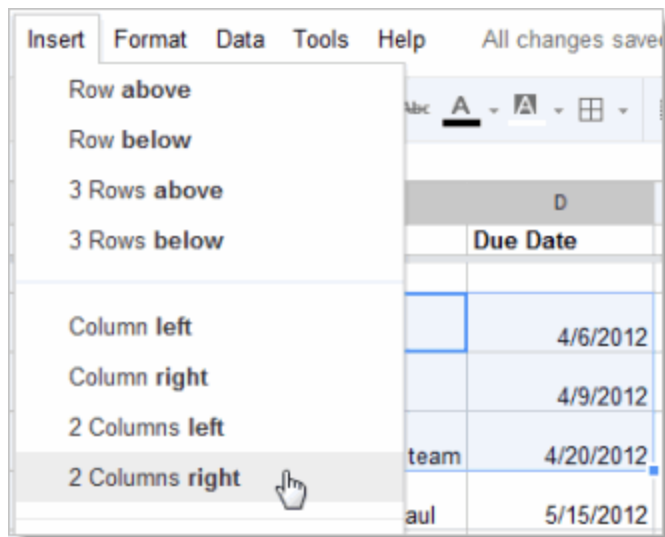 Insert Format Data Tools Help All changes save
Row above
Row below
3 Rows above
3 Rows below
Column left
Column right
2 Columns left
2 Columns right
Abc A A
D
Due Date
4/6/2012
4/9/2012
team 4/20/2012
aul 5/15/2012